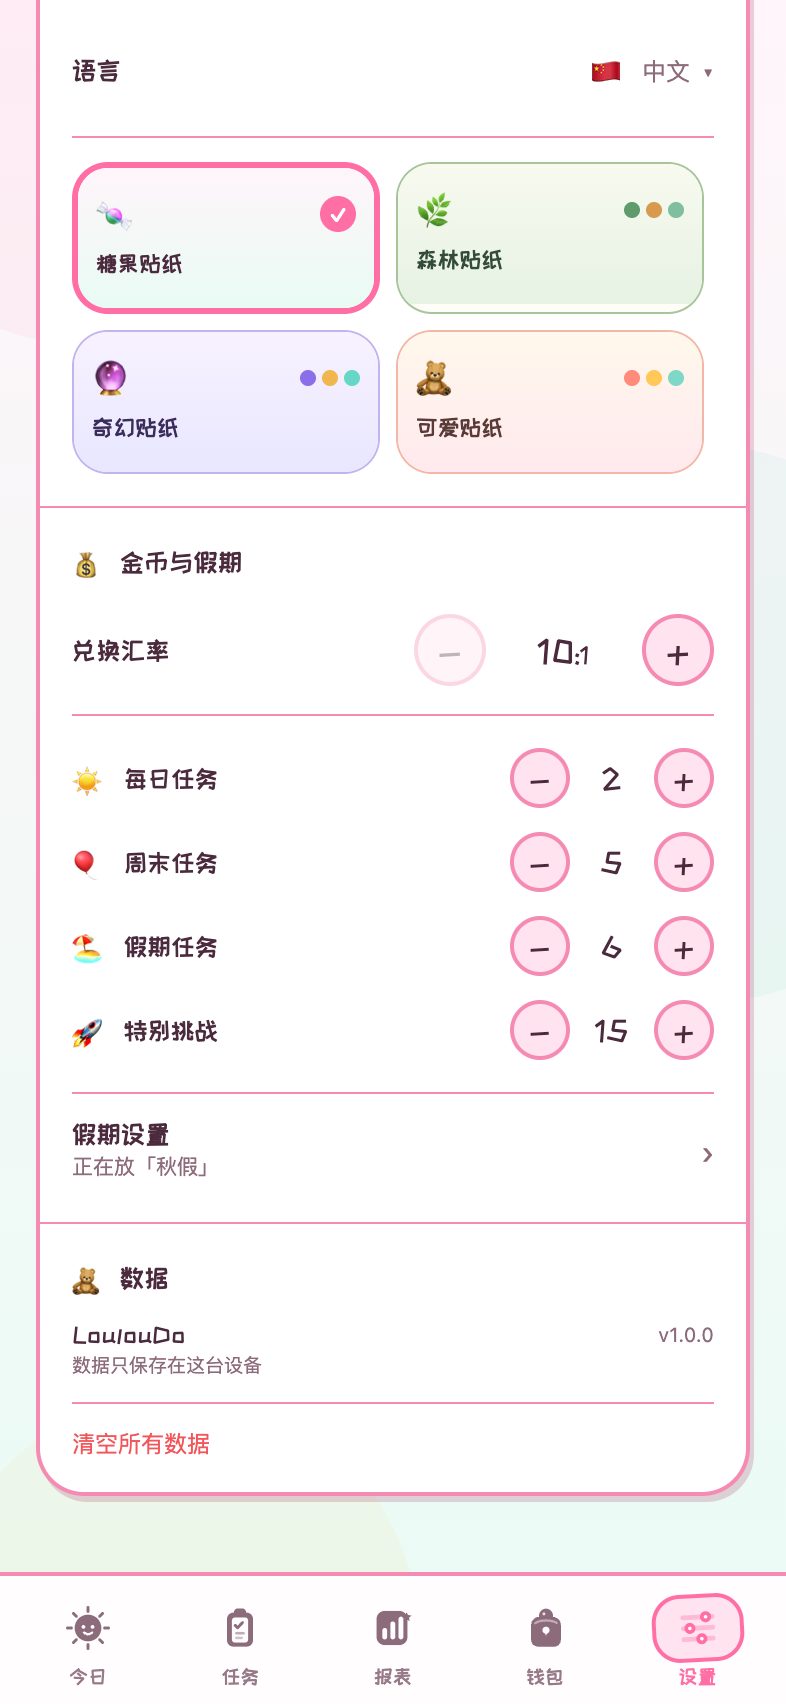 语言
中文
糖果贴纸
森林贴纸
奇幻贴纸
可爱贴纸
金币与假期
兑换汇率
− 10:1 +
每日任务 − 2 +
周末任务 − 5 +
假期任务 − 6 +
特别挑战 − 15 +
假期设置
正在放「秋假」
数据
LoulouDo v1.0.0
数据只保存在这台设备
清空所有数据
今日 任务 报表 钱包 设置